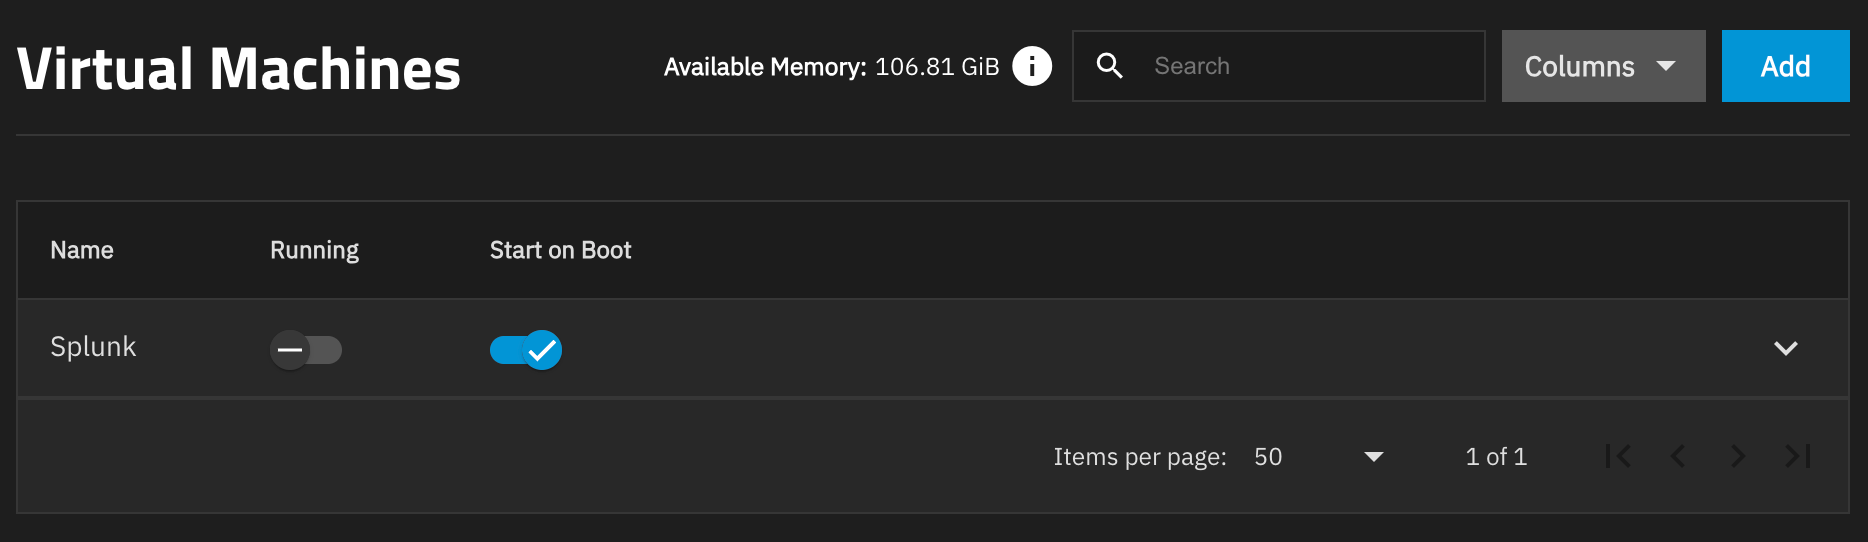 Virtual Machines
Available Memory: 106.81 GiB
Search
Columns
Add
Name Running Start on Boot
Splunk
Items per page: 50 1 of 1